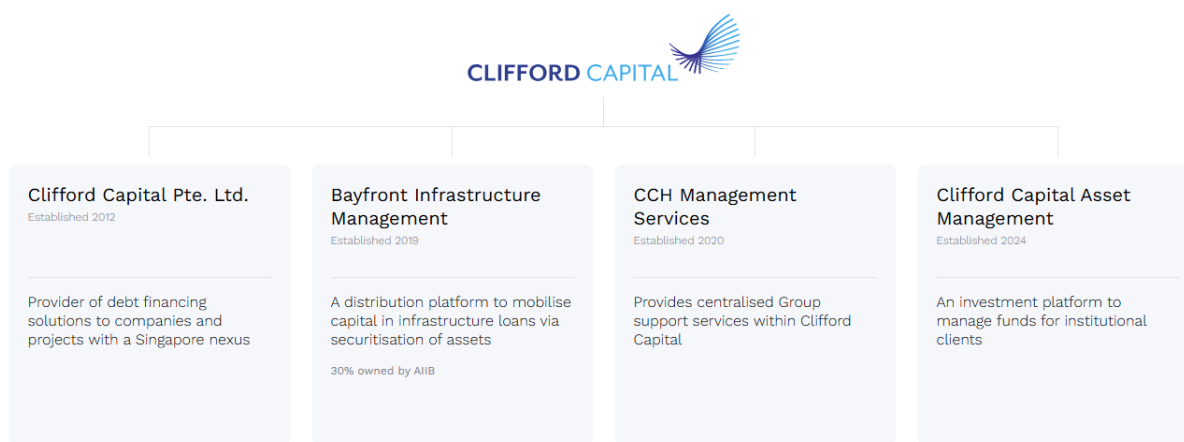 CLIFFORD CAPITAL
Clifford Capital Pte. Ltd.
Established 2012
Provider of debt financing
solutions to companies and
projects with a Singapore nexus
Bayfront Infrastructure
Management
Established 2019
A distribution platform to mobilise
capital in infrastructure loans via
securitisation of assets
30% owned by AIIB
CCH Management
Services
Established 2020
Provides centralised Group
support services within Clifford
Capital
Clifford Capital Asset
Management
Established 2024
An investment platform to
manage funds for institutional
clients